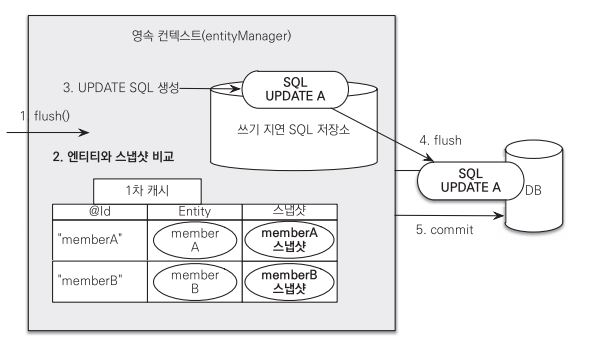 영속 컨텍스트(entityManager)
3. UPDATE SQL 생성
SQL
UPDATE A
1. flush()
쓰기 지연 SQL 저장소
4. flush
2. 엔티티와 스냅샷 비교
SQL
UPDATE A
DB
1차 캐시
@Id Entity 스냅샷
5. commit
"memberA" member A memberA 스냅샷
"memberB" member B memberB 스냅샷